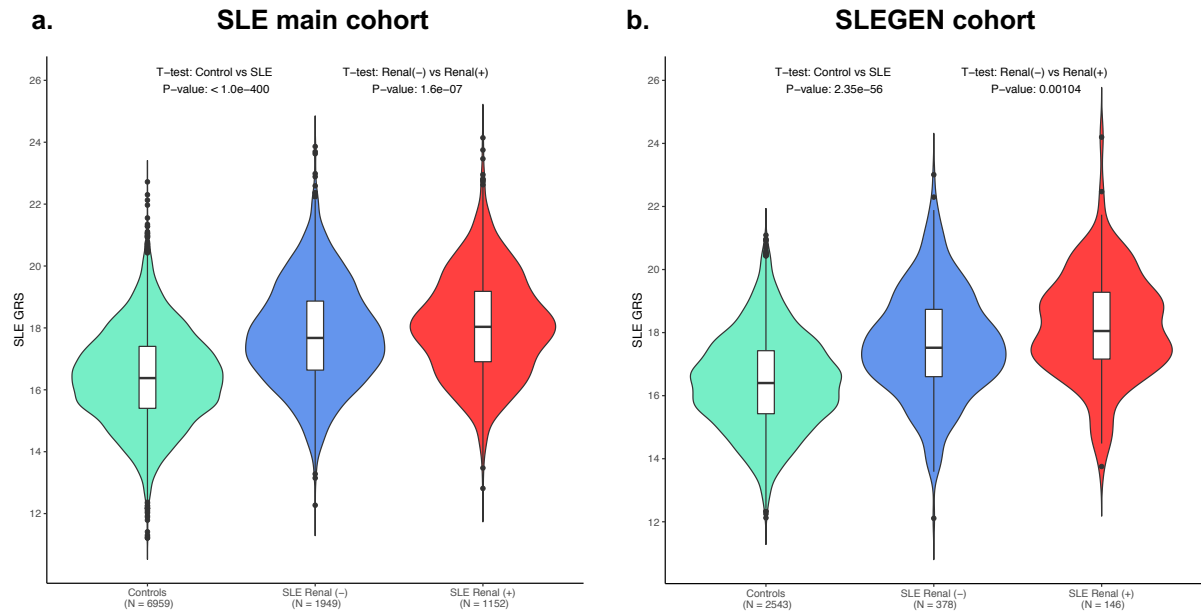 a.
SLE main cohort
T-test: Control vs SLE
P-value: < 1.0e-400
T-test: Renal(-) vs Renal(+)
P-value: 1.6e-07
SLE GRS
26
24
22
20
18
16
14
12
Controls
(N = 6959)
SLE Renal (-)
(N = 1949)
SLE Renal (+)
(N = 1152)
b.
SLEGEN cohort
T-test: Control vs SLE
P-value: 2.35e-56
T-test: Renal(-) vs Renal(+)
P-value: 0.00104
SLE GRS
26
24
22
20
18
16
14
12
Controls
(N = 2543)
SLE Renal (-)
(N = 378)
SLE Renal (+)
(N = 146)